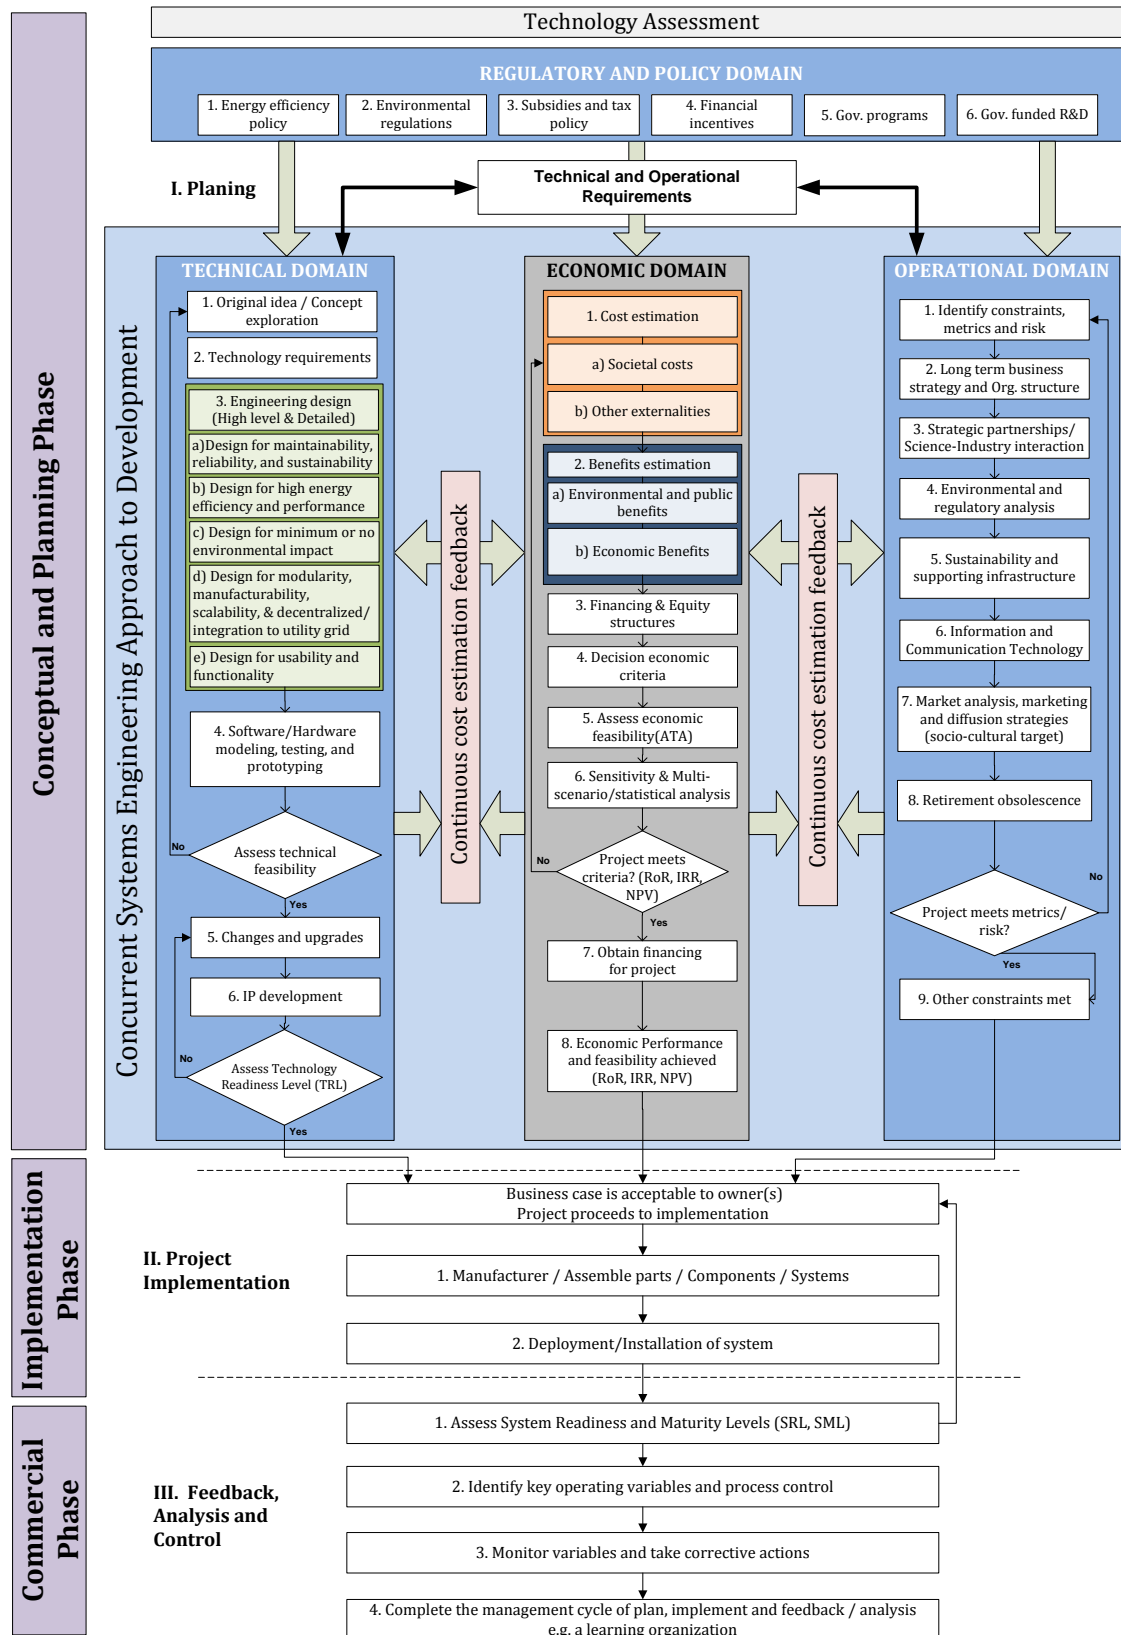 Technology Assessment
REGULATORY AND POLICY DOMAIN
1. Energy efficiency
policy
2. Environmental
regulations
3. Subsidies and tax
policy
4. Financial
incentives
5. Gov. programs
6. Gov. funded R&D
I. Planing
Technical and Operational
Requirements
Conceptual and Planning Phase
Concurrent Systems Engineering Approach to Development
TECHNICAL DOMAIN
1. Original idea / Concept
exploration
2. Technology requirements
3. Engineering design
(High level & Detailed)
a)Design for maintainability,
reliability, and sustainability
b) Design for high energy
efficiency and performance
c) Design for minimum or no
environmental impact
d) Design for modularity,
manufacturability,
scalability, & decentralized/
integration to utility grid
e) Design for usability and
functionality
4. Software/Hardware
modeling, testing, and
prototyping
No
Assess technical
feasibility
Yes
5. Changes and upgrades
6. IP development
No
Assess Technology
Readiness Level (TRL)
Yes
Continuous cost estimation feedback
ECONOMIC DOMAIN
1. Cost estimation
a) Societal costs
b) Other externalities
2. Benefits estimation
a) Environmental and public
benefits
b) Economic Benefits
3. Financing & Equity
structures
4. Decision economic
criteria
5. Assess economic
feasibility(ATA)
6. Sensitivity & Multi-
scenario/statistical analysis
No
Project meets
criteria? (RoR, IRR,
NPV)
Yes
7. Obtain financing
for project
8. Economic Performance
and feasibility achieved
(RoR, IRR, NPV)
Continuous cost estimation feedback
OPERATIONAL DOMAIN
1. Identify constraints,
metrics and risk
2. Long term business
strategy and Org. structure
3. Strategic partnerships/
Science-Industry interaction
4. Environmental and
regulatory analysis
5. Sustainability and
supporting infrastructure
6. Information and
Communication Technology
7. Market analysis, marketing
and diffusion strategies
(socio-cultural target)
8. Retirement obsolescence
No
Project meets metrics/
risk?
Yes
9. Other constraints met
Implementation
Phase
II. Project
Implementation
Business case is acceptable to owner(s)
Project proceeds to implementation
1. Manufacturer / Assemble parts / Components / Systems
2. Deployment/Installation of system
Commercial
Phase
III. Feedback,
Analysis and
Control
1. Assess System Readiness and Maturity Levels (SRL, SML)
2. Identify key operating variables and process control
3. Monitor variables and take corrective actions
4. Complete the management cycle of plan, implement and feedback / analysis
e.g. a learning organization